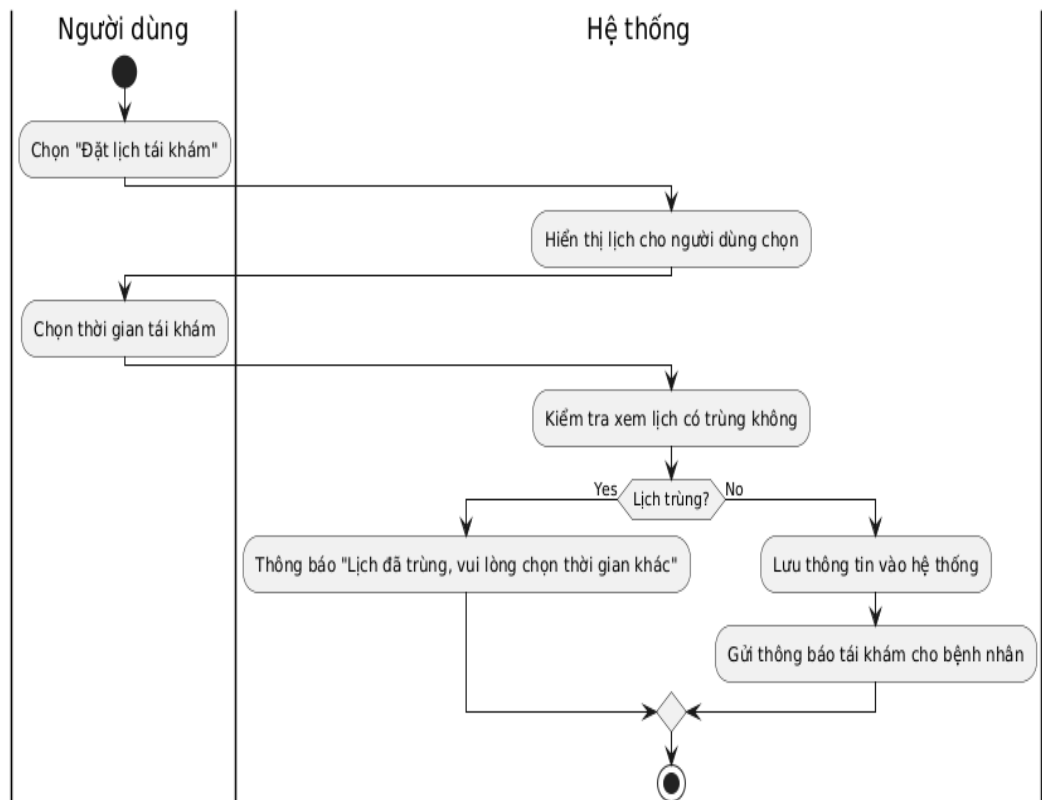 Người dùng
Hệ thống
Chọn "Đặt lịch tái khám"
Hiển thị lịch cho người dùng chọn
Chọn thời gian tái khám
Kiểm tra xem lịch có trùng không
Yes
Lịch trùng?
No
Thông báo "Lịch đã trùng, vui lòng chọn thời gian khác"
Lưu thông tin vào hệ thống
Gửi thông báo tái khám cho bệnh nhân